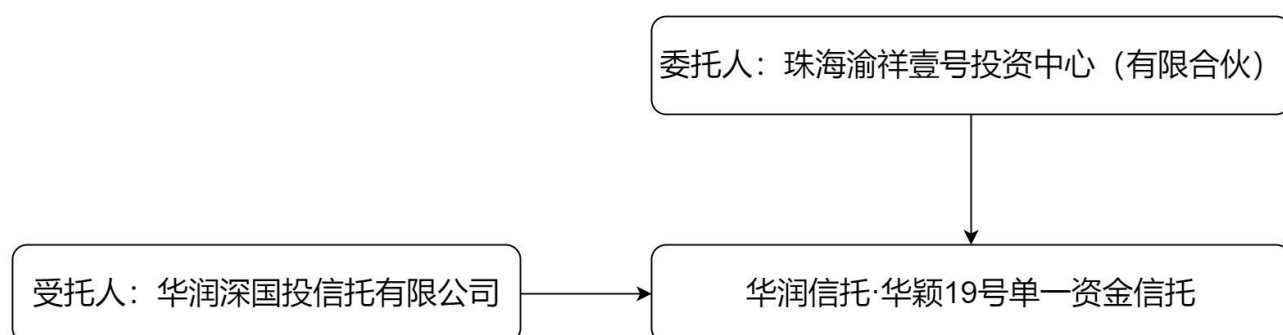 委托人：珠海渝祥壹号投资中心（有限合伙）
受托人：华润深国投信托有限公司
华润信托·华颖19号单一资金信托